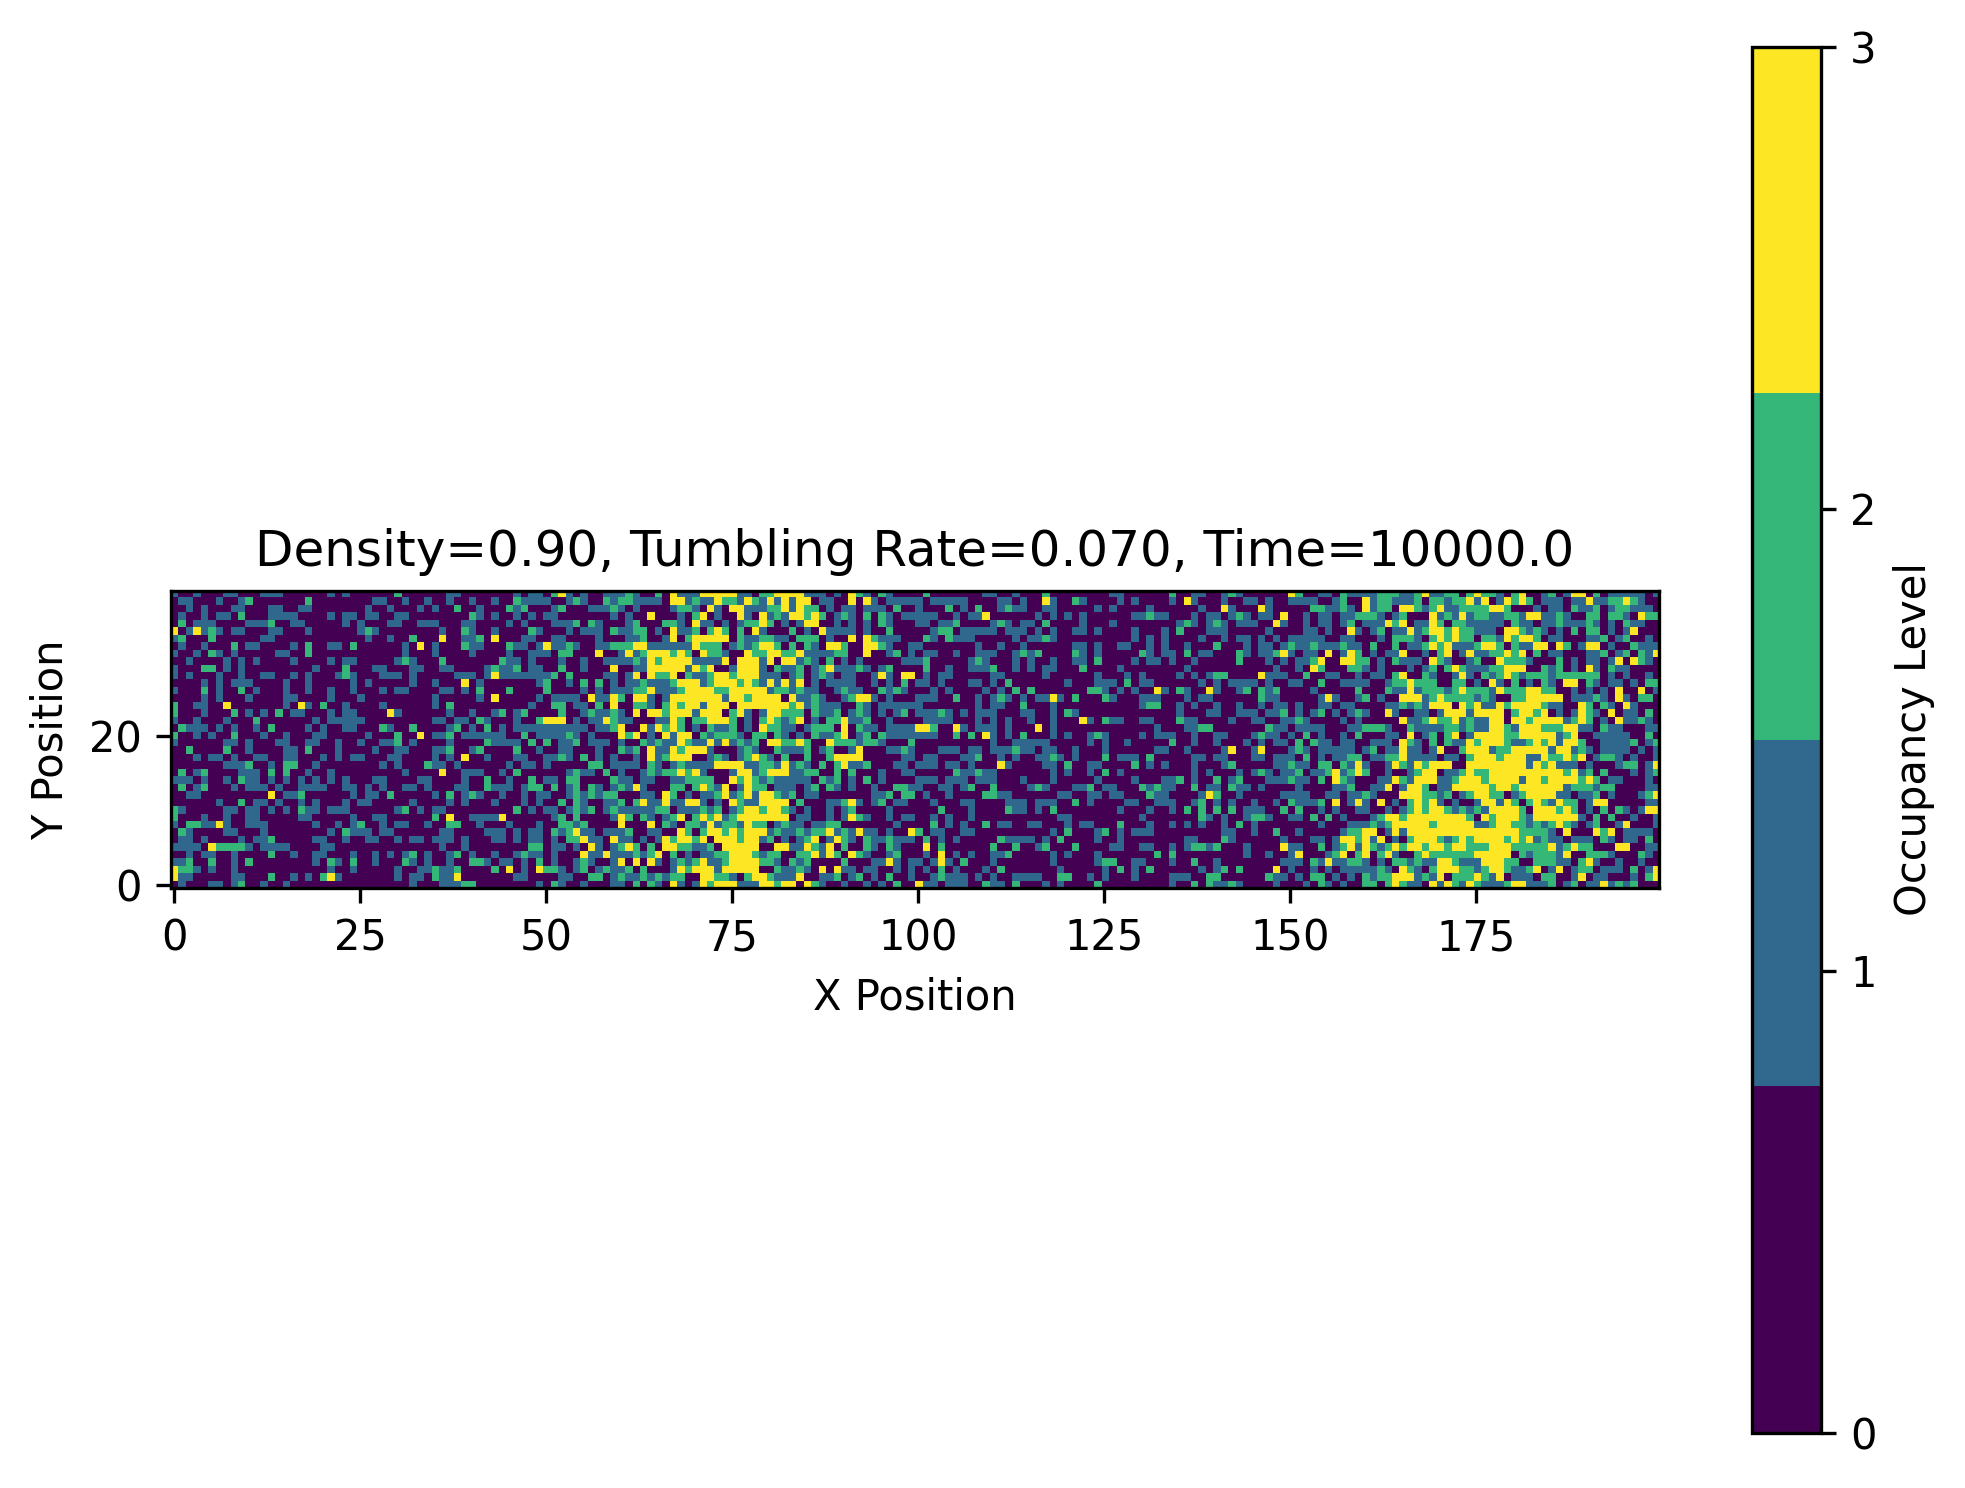 Density=0.90, Tumbling Rate=0.070, Time=10000.0
Y Position
20
0
0 25 50 75 100 125 150 175
X Position
3
2
1
0
Occupancy Level